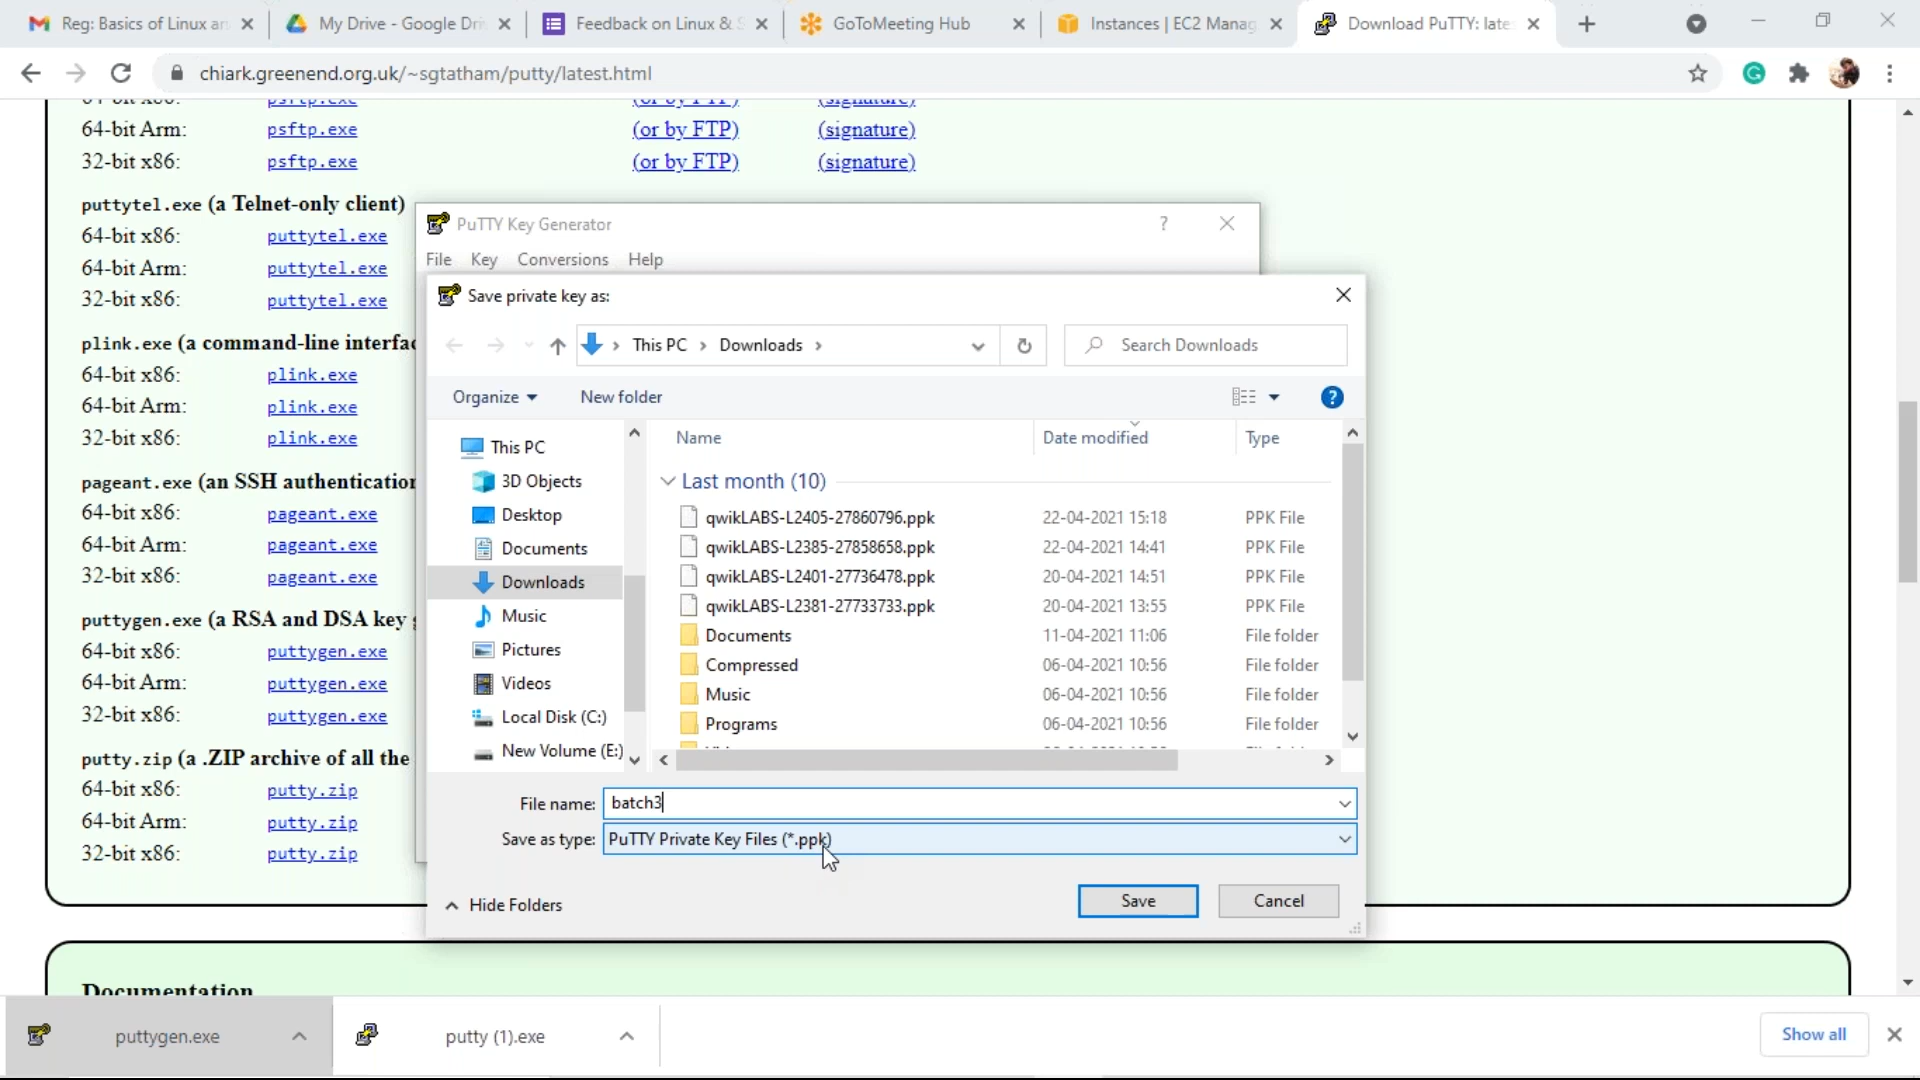 Reg: Basics of Linux an
My Drive - Google Dri
Feedback on Linux & S
GoToMeeting Hub
Instances | EC2 Manag
Download PuTTY: late
chiark.greenend.org.uk/~sgtatham/putty/latest.html
64-bit x86: psftp.exe (or by FTP) (signature)
64-bit Arm: psftp.exe (or by FTP) (signature)
32-bit x86: psftp.exe (or by FTP) (signature)
puttytel.exe (a Telnet-only client)
64-bit x86: puttytel.exe
64-bit Arm: puttytel.exe
32-bit x86: puttytel.exe
plink.exe (a command-line interfac
64-bit x86: plink.exe
64-bit Arm: plink.exe
32-bit x86: plink.exe
pageant.exe (an SSH authentication
64-bit x86: pageant.exe
64-bit Arm: pageant.exe
32-bit x86: pageant.exe
puttygen.exe (a RSA and DSA key g
64-bit x86: puttygen.exe
64-bit Arm: puttygen.exe
32-bit x86: puttygen.exe
putty.zip (a .ZIP archive of all the
64-bit x86: putty.zip
64-bit Arm: putty.zip
32-bit x86: putty.zip
Documentation
PuTTY Key Generator
?
File Key Conversions Help
Save private key as:
This PC > Downloads >
Search Downloads
Organize
New folder
?
This PC
3D Objects
Desktop
Documents
Downloads
Music
Pictures
Videos
Local Disk (C:)
New Volume (E:)
Name Date modified Type
Last month (10)
qwikLABS-L2405-27860796.ppk 22-04-2021 15:18 PPK File
qwikLABS-L2385-27858658.ppk 22-04-2021 14:41 PPK File
qwikLABS-L2401-27736478.ppk 20-04-2021 14:51 PPK File
qwikLABS-L2381-27733733.ppk 20-04-2021 13:55 PPK File
Documents 11-04-2021 11:06 File folder
Compressed 06-04-2021 10:56 File folder
Music 06-04-2021 10:56 File folder
Programs 06-04-2021 10:56 File folder
File name: batch3
Save as type: PuTTY Private Key Files (*.ppk)
Hide Folders
Save
Cancel
puttygen.exe
putty (1).exe
Show all